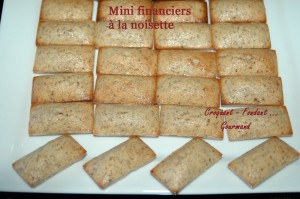 Mini financiers
à la noisette
Croquant - Fondant
Gourmand